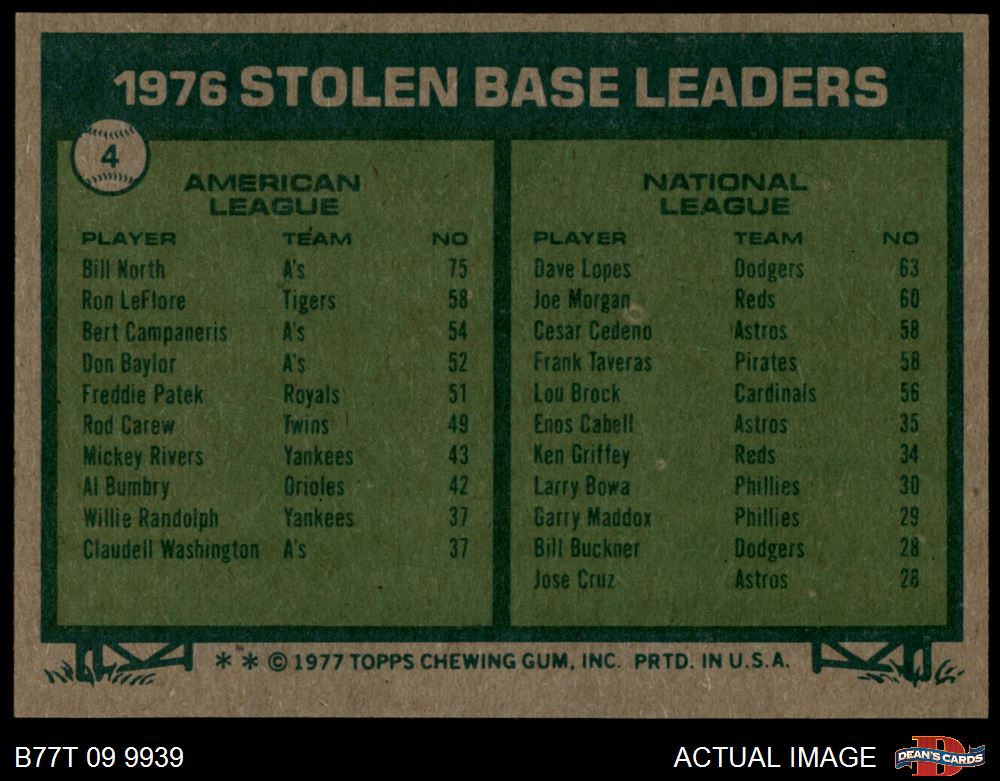 1976 STOLEN BASE LEADERS
4
AMERICAN
LEAGUE
PLAYER TEAM NO
Bill North A's 75
Ron LeFlore Tigers 58
Bert Campaneris A's 54
Don Baylor A's 52
Freddie Patek Royals 51
Rod Carew Twins 49
Mickey Rivers Yankees 43
Al Bumbry Orioles 42
Willie Randolph Yankees 37
Claudell Washington A's 37
NATIONAL
LEAGUE
PLAYER TEAM NO
Dave Lopes Dodgers 63
Joe Morgan Reds 60
Cesar Cedeno Astros 58
Frank Taveras Pirates 58
Lou Brock Cardinals 56
Enos Cabell Astros 35
Ken Griffey Reds 34
Larry Bowa Phillies 30
Garry Maddox Phillies 29
Bill Buckner Dodgers 28
Jose Cruz Astros 28
* * © 1977 TOPPS CHEWING GUM, INC. PRTD. IN U.S.A.
B77T 09 9939
ACTUAL IMAGE
D
DEAN'S CARDS